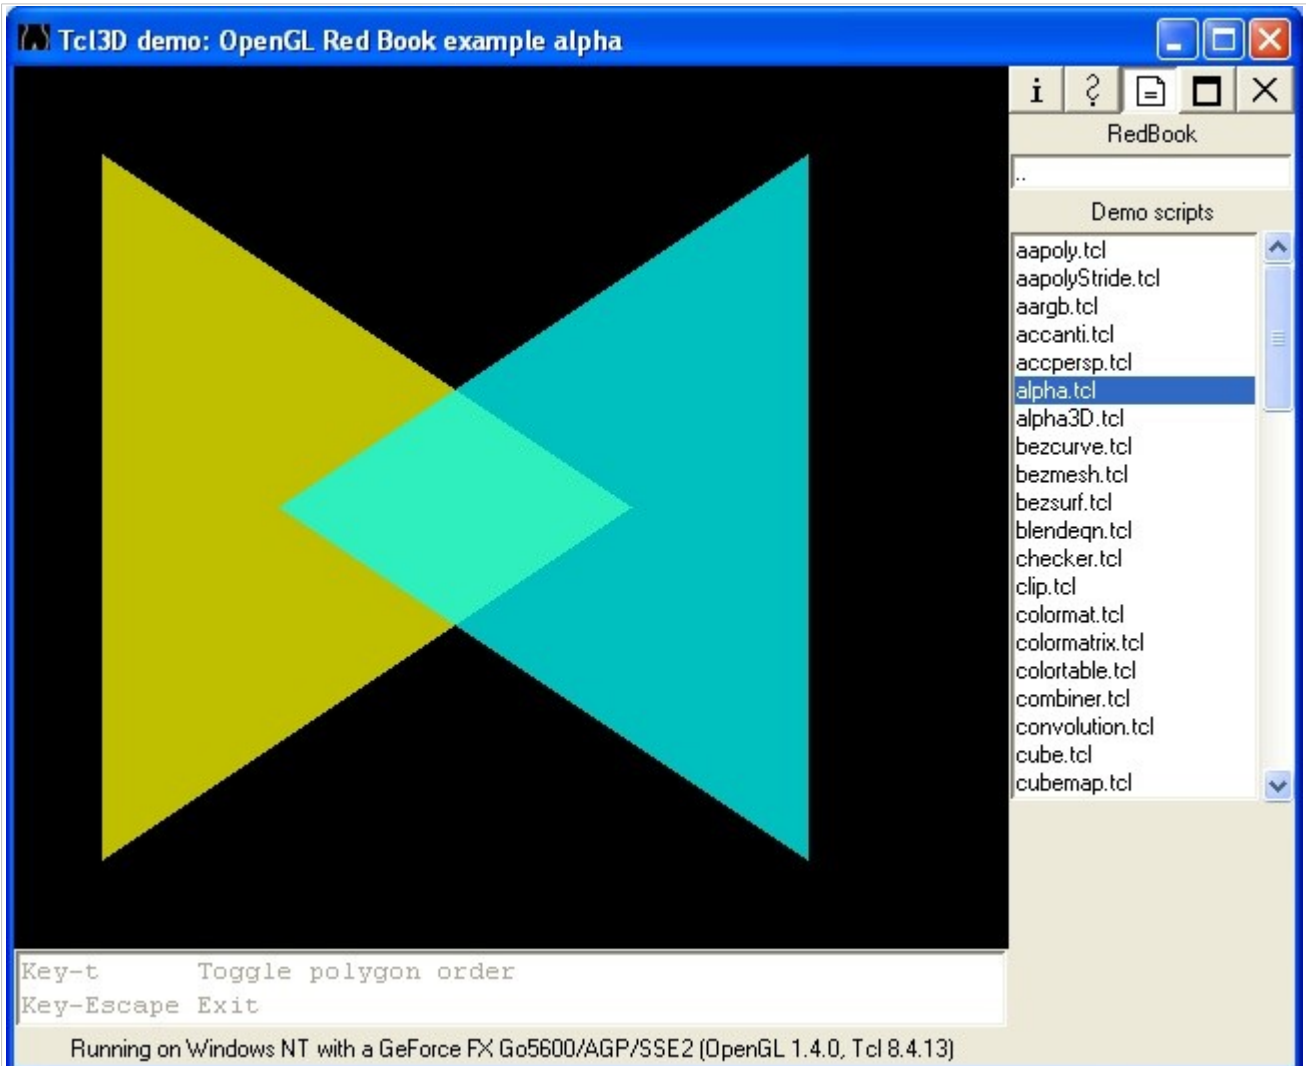 Tcl3D demo: OpenGL Red Book example alpha
i ?
RedBook
..
Demo scripts
aapoly.tcl
aapolyStride.tcl
aargb.tcl
accanti.tcl
accpersp.tcl
alpha.tcl
alpha3D.tcl
bezcurve.tcl
bezmesh.tcl
bezsurf.tcl
blendeqn.tcl
checker.tcl
clip.tcl
colormat.tcl
colormatrix.tcl
colortable.tcl
combiner.tcl
convolution.tcl
cube.tcl
cubemap.tcl
Key-t Toggle polygon order
Key-Escape Exit
Running on Windows NT with a GeForce FX Go5600/AGP/SSE2 (OpenGL 1.4.0, Tcl 8.4.13)